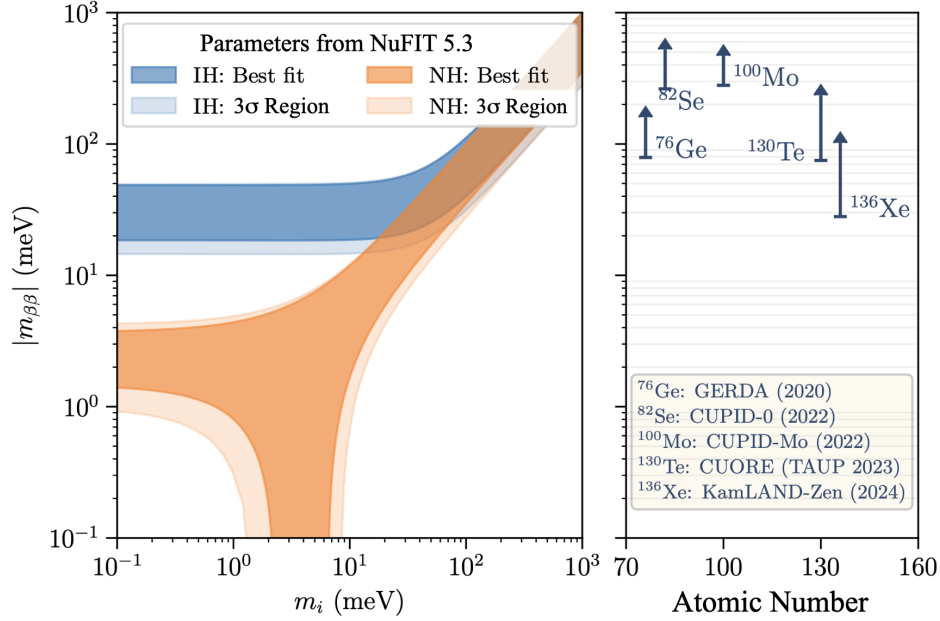 Parameters from NuFIT 5.3
IH: Best fit
NH: Best fit
IH: 3σ Region
NH: 3σ Region
|m_ββ| (meV)
10³
10²
10¹
10⁰
10⁻¹
10⁻¹ 10⁰ 10¹ 10² 10³
m_i (meV)
⁸²Se
¹⁰⁰Mo
⁷⁶Ge
¹³⁰Te
¹³⁶Xe
⁷⁶Ge: GERDA (2020)
⁸²Se: CUPID-0 (2022)
¹⁰⁰Mo: CUPID-Mo (2022)
¹³⁰Te: CUORE (TAUP 2023)
¹³⁶Xe: KamLAND-Zen (2024)
70 100 130 160
Atomic Number